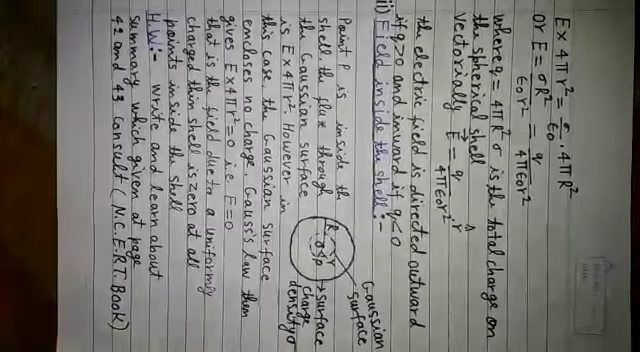 E × 4πr² = σ/ε0 . 4πR²
or E = σR²/ε0r² = q/4πε0r²
where q = 4πR²σ is the total charge on
the spherical shell
Vectorially E⃗ = q/4πε0r² r̂
the electric field is directed outward
if q>0 and inward if q<0
ii) Field inside the shell:-
Point P is inside the
shell the flux through
the Gaussian surface
is E×4πr². However in
this case, the Gaussian surface
encloses no charge. Gauss's law then
gives E×4πr²=0 i.e. E=0
that is the field due to a uniformly
charged thin shell is zero at all
points inside the shell
H.W:- write and learn about
summary which given at page
42 and 43 Consult (N.C.E.R.T. Book)
Gaussian
surface
R
r
O
P
surface
charge
density σ